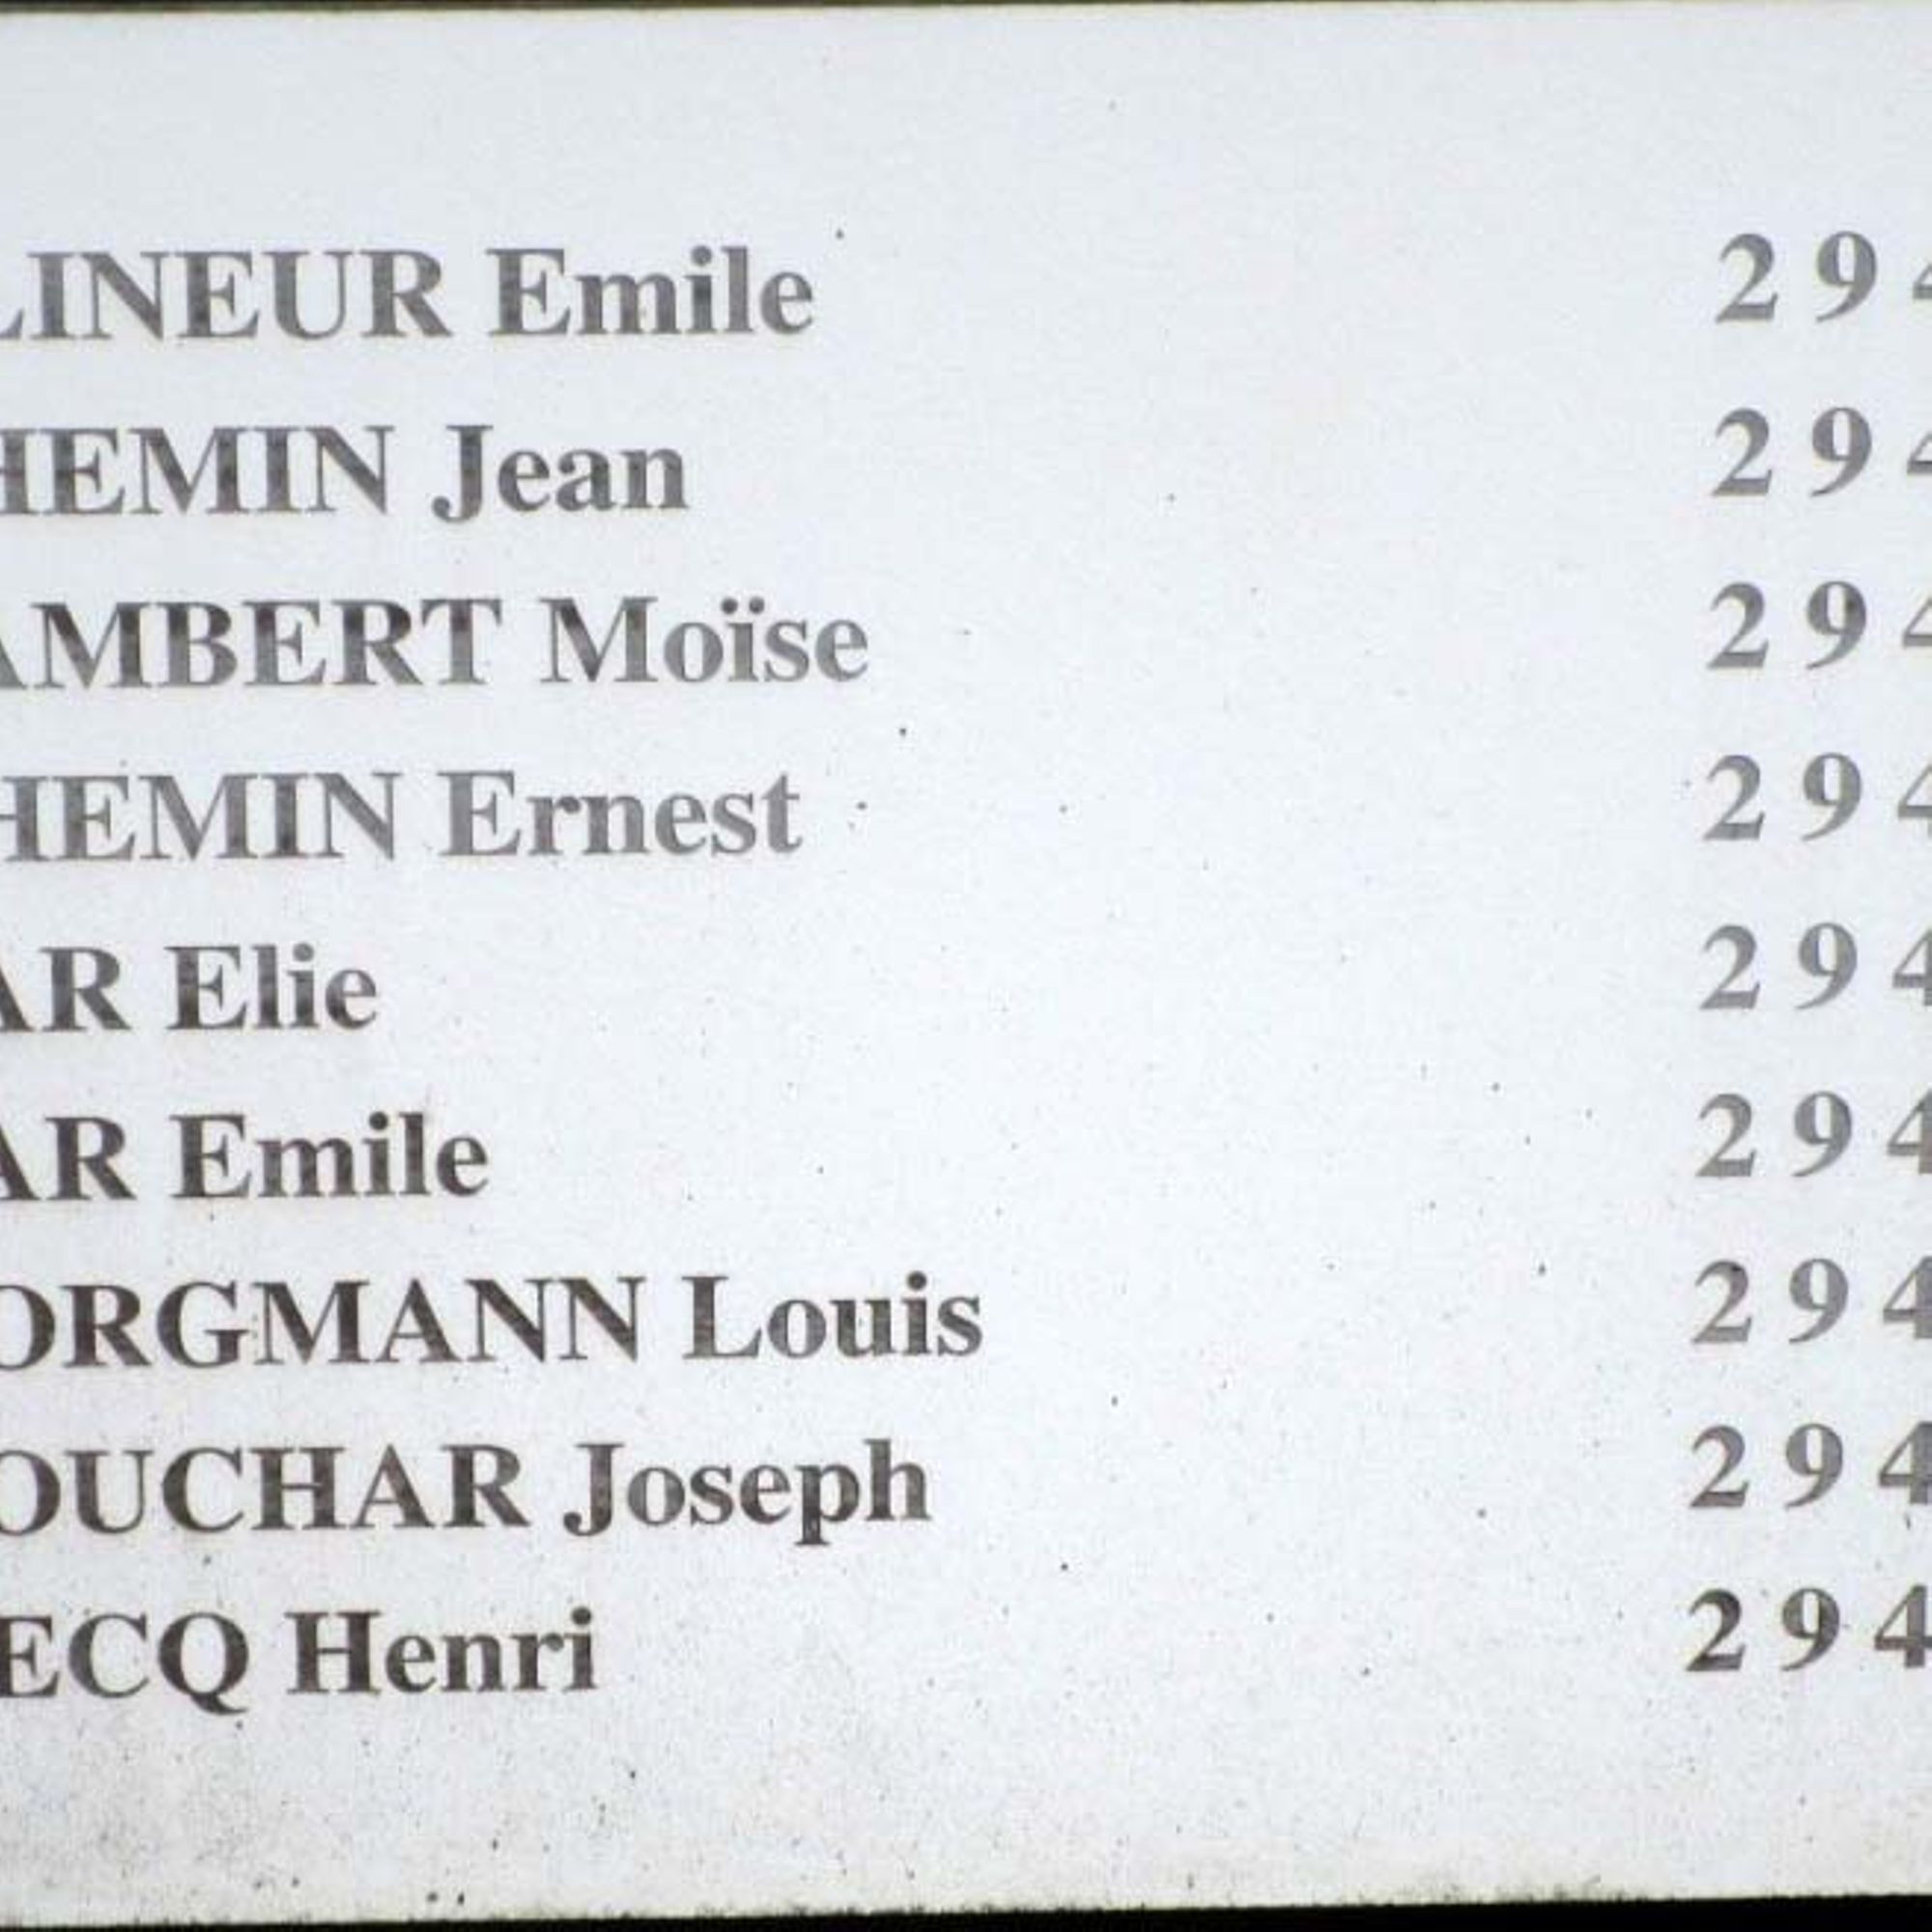 LINEUR Emile 294
HEMIN Jean 294
AMBERT Moïse 294
HEMIN Ernest 294
AR Elie 294
AR Emile 294
ORGMANN Louis 294
OUCHAR Joseph 294
ECQ Henri 294